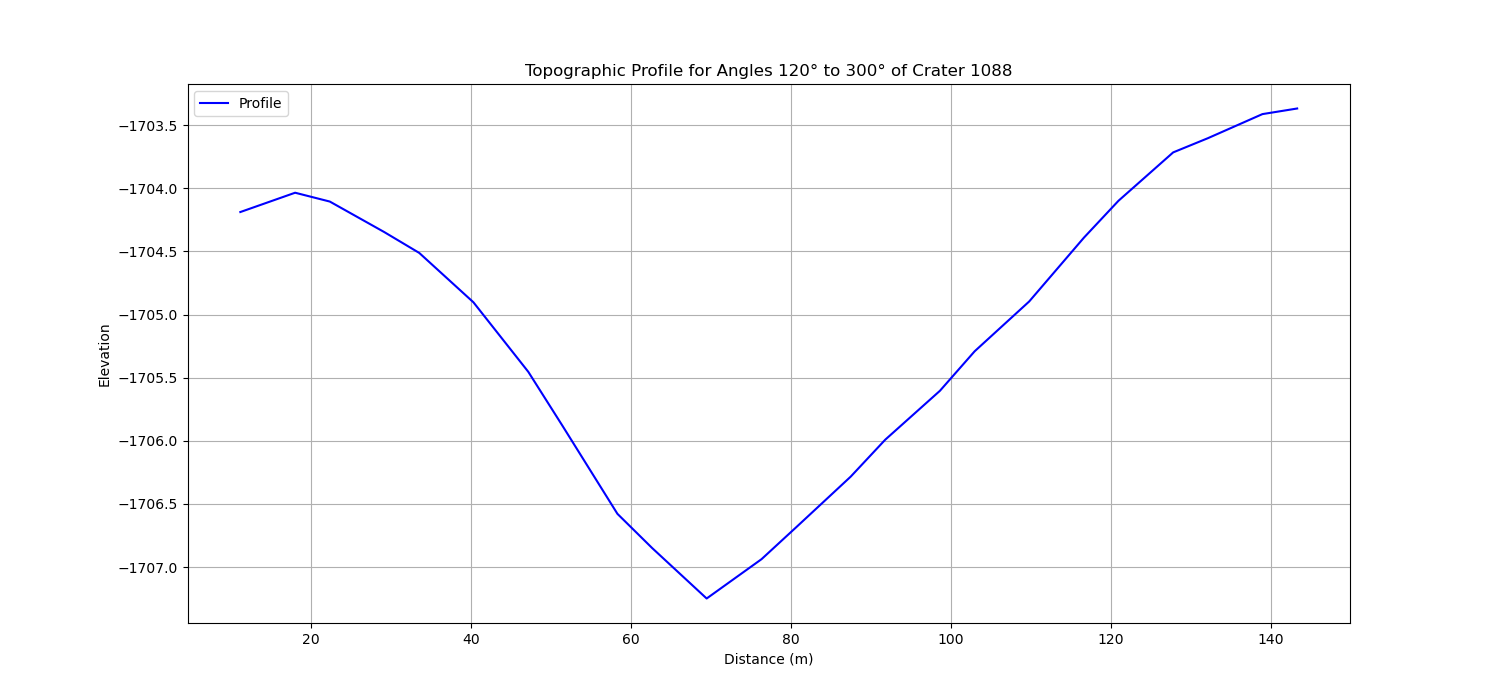 Topographic Profile for Angles 120° to 300° of Crater 1088
Profile
−1703.5
−1704.0
−1704.5
−1705.0
−1705.5
−1706.0
−1706.5
−1707.0
Elevation
20 40 60 80 100 120 140
Distance (m)